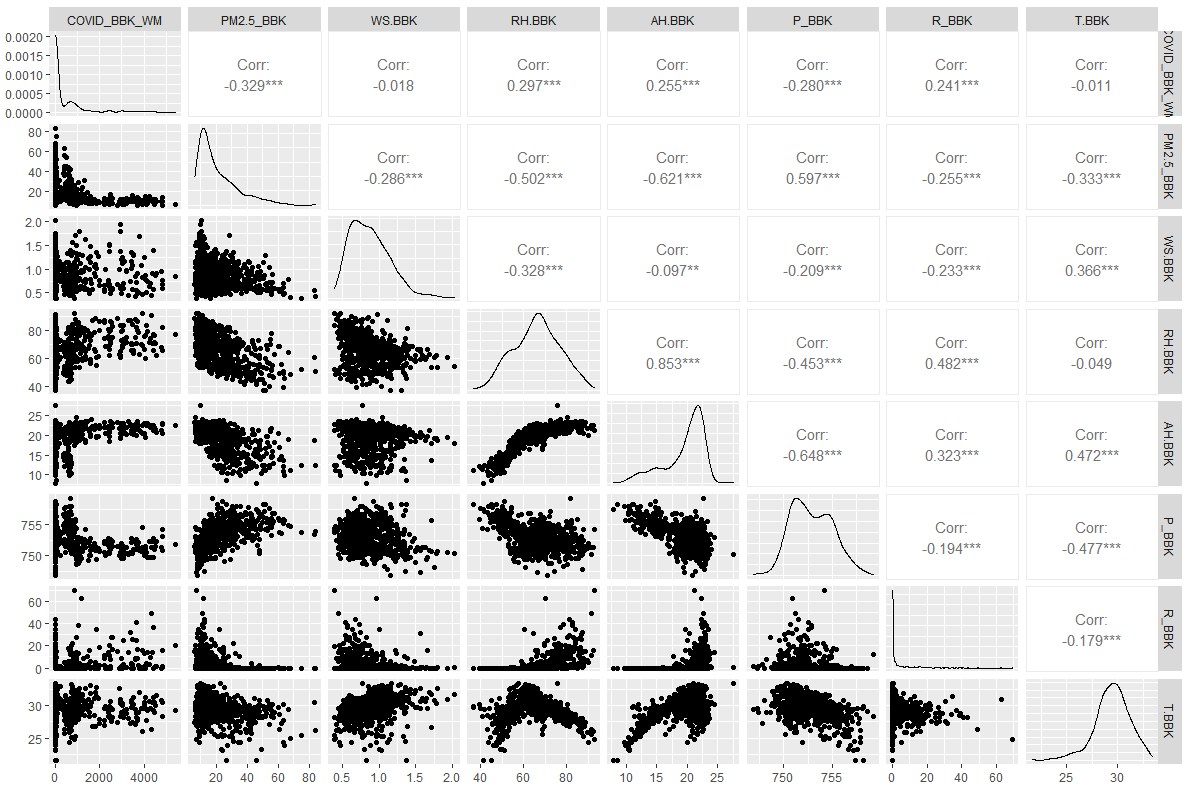 COVID_BBK_WM PM2.5_BBK WS.BBK RH.BBK AH.BBK P_BBK R_BBK T.BBK
0.0020
0.0015
0.0010
0.0005
0.0000
Corr: Corr: Corr: Corr: Corr: Corr: Corr:
-0.329*** -0.018 0.297*** 0.255*** -0.280*** 0.241*** -0.011
COVID_BBK_WM
80
60
40
20
Corr: Corr: Corr: Corr: Corr: Corr:
-0.286*** -0.502*** -0.621*** 0.597*** -0.255*** -0.333***
PM2.5_BBK
2.0
1.5
1.0
0.5
Corr: Corr: Corr: Corr: Corr:
-0.328*** -0.097** -0.209*** -0.233*** 0.366***
WS.BBK
80
60
40
Corr: Corr: Corr: Corr:
0.853*** -0.453*** 0.482*** -0.049
RH.BBK
25
20
15
10
Corr: Corr: Corr:
-0.648*** 0.323*** 0.472***
AH.BBK
755
750
Corr: Corr:
-0.194*** -0.477***
P_BBK
60
40
20
0
Corr:
-0.179***
R_BBK
30
25
T.BBK
0 2000 4000 20 40 60 80 0.5 1.0 1.5 2.0 40 60 80 10 15 20 25 750 755 0 20 40 60 25 30